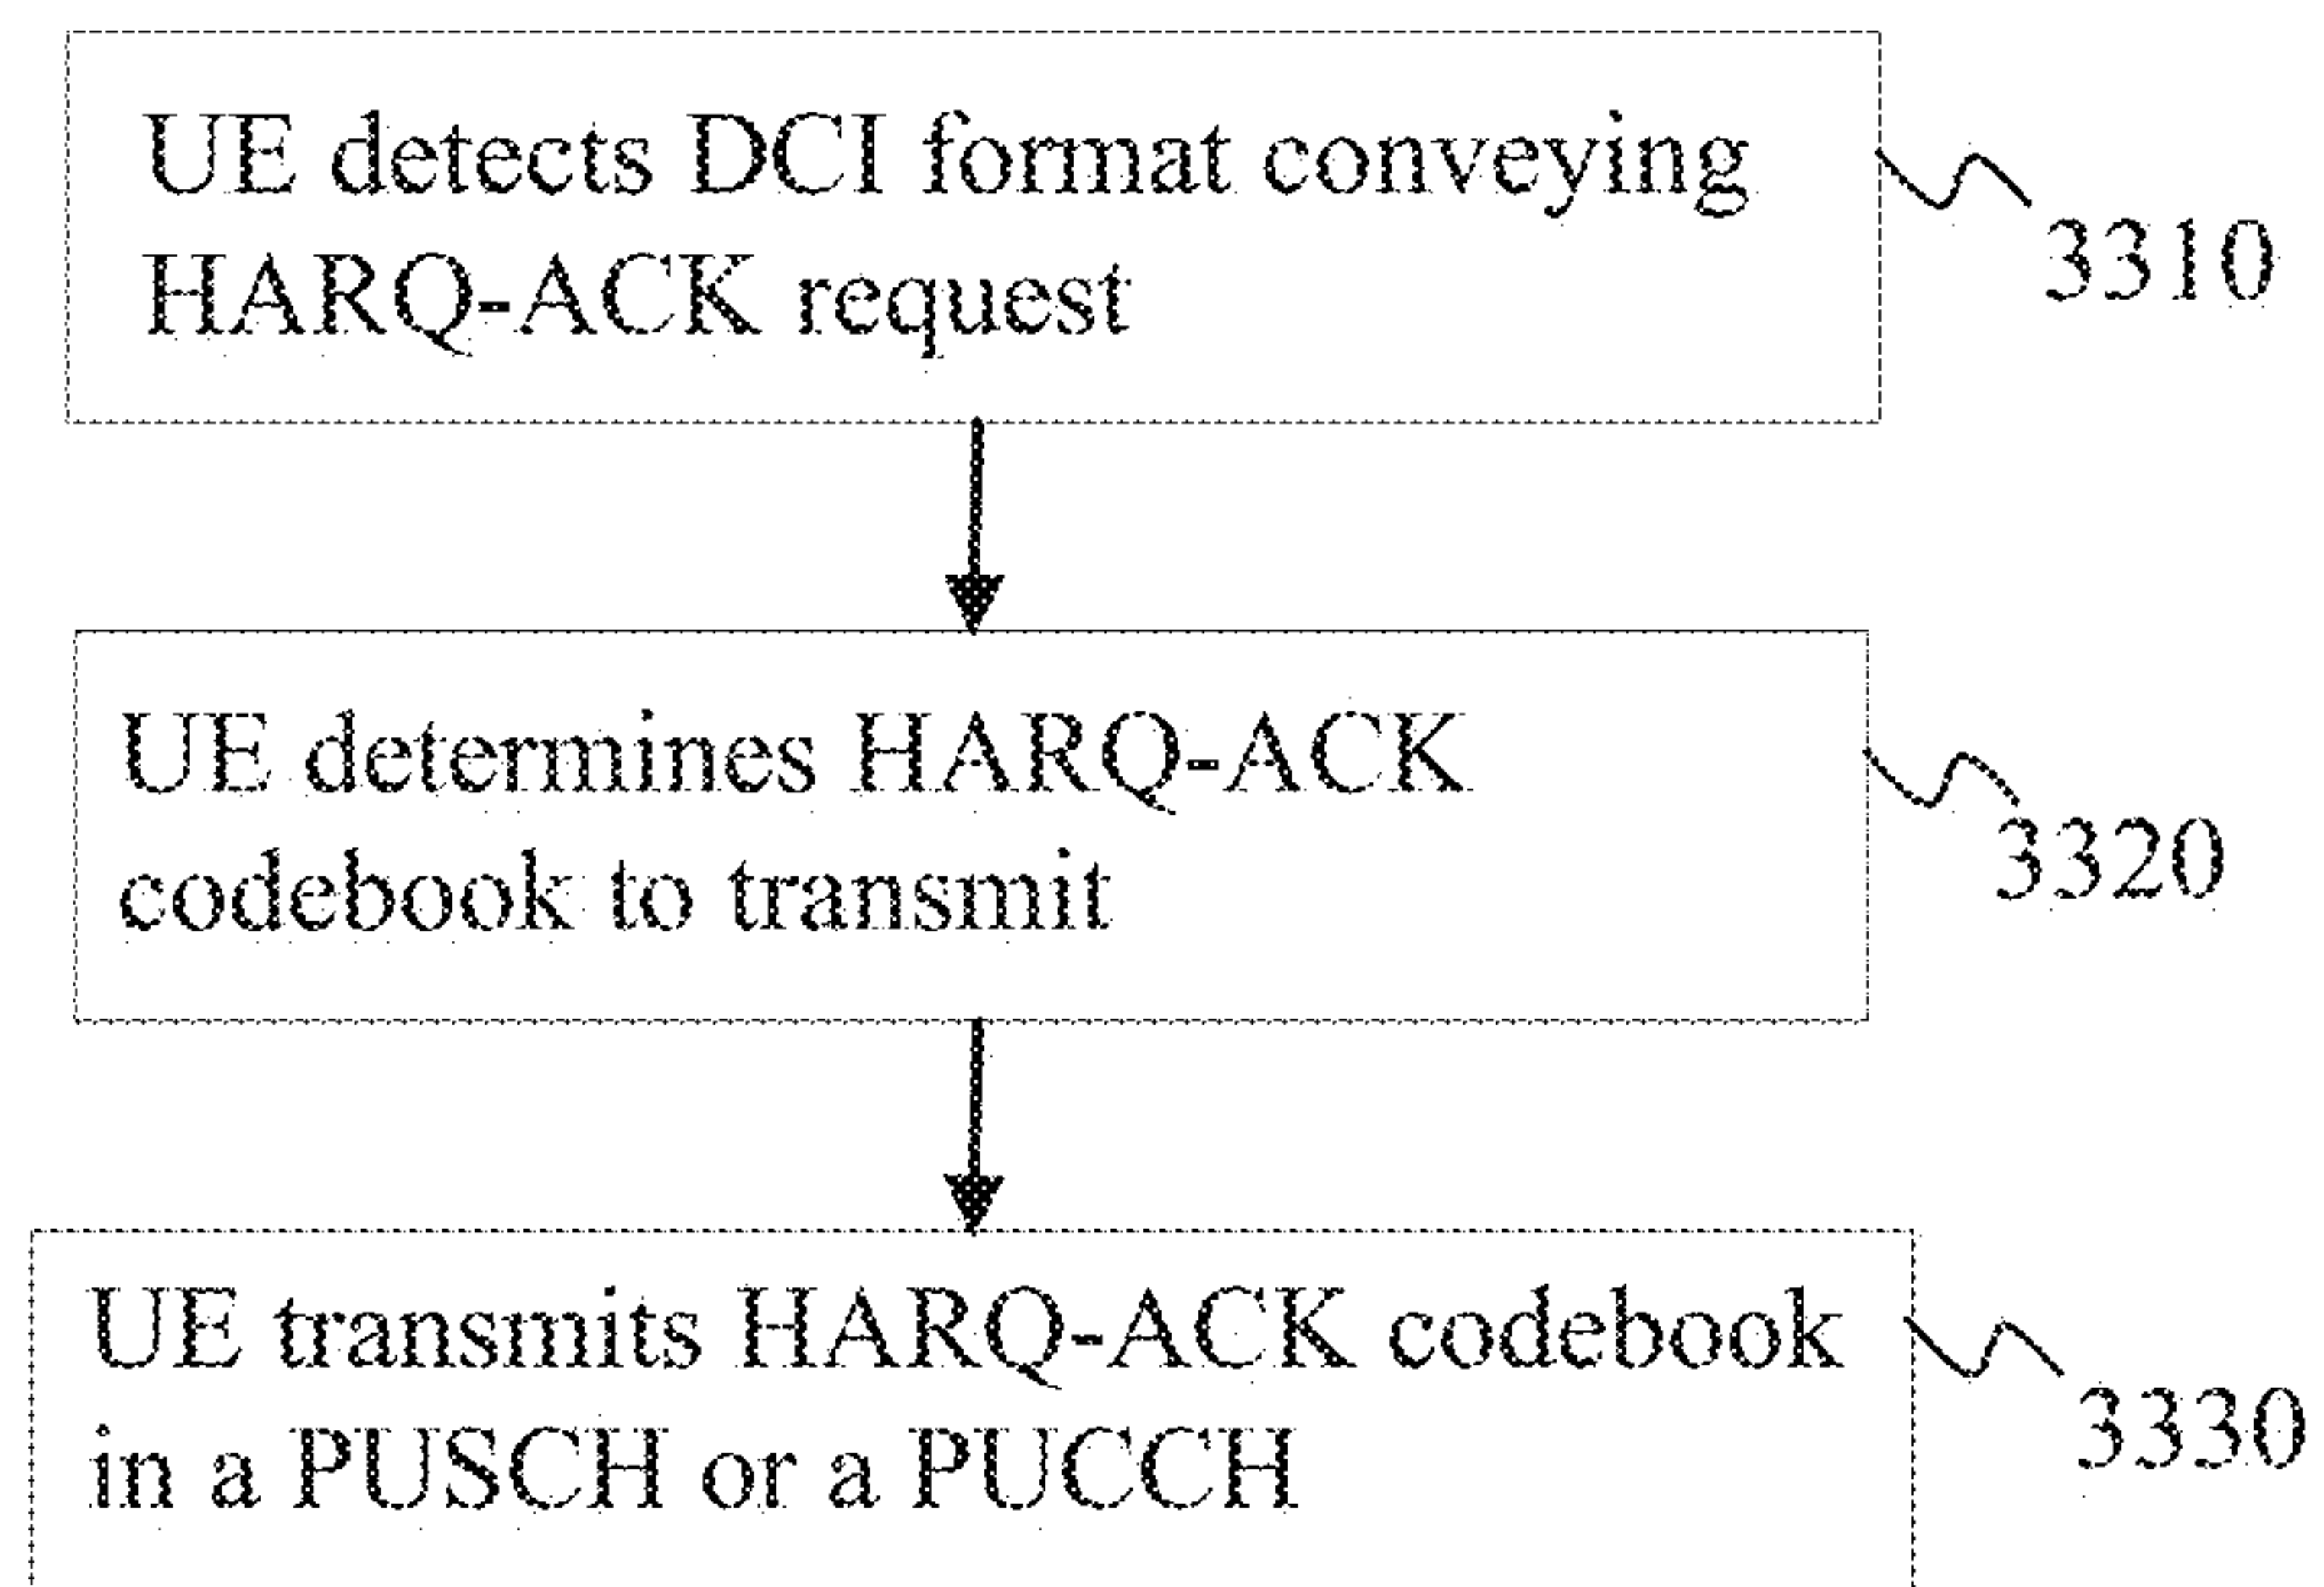 UE detects DCI format conveying
HARQ-ACK request
3310
UE determines HARQ-ACK
codebook to transmit
3320
UE transmits HARQ-ACK codebook
in a PUSCH or a PUCCH
3330